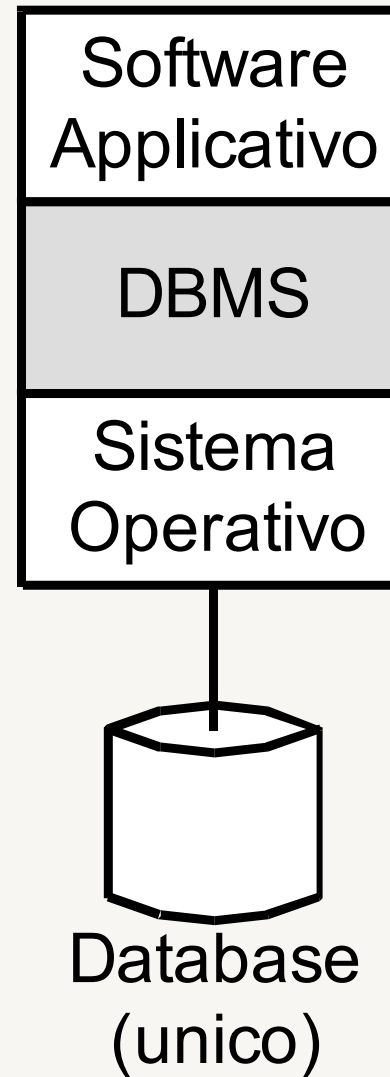 Software
Applicativo
DBMS
Sistema
Operativo
Database
(unico)